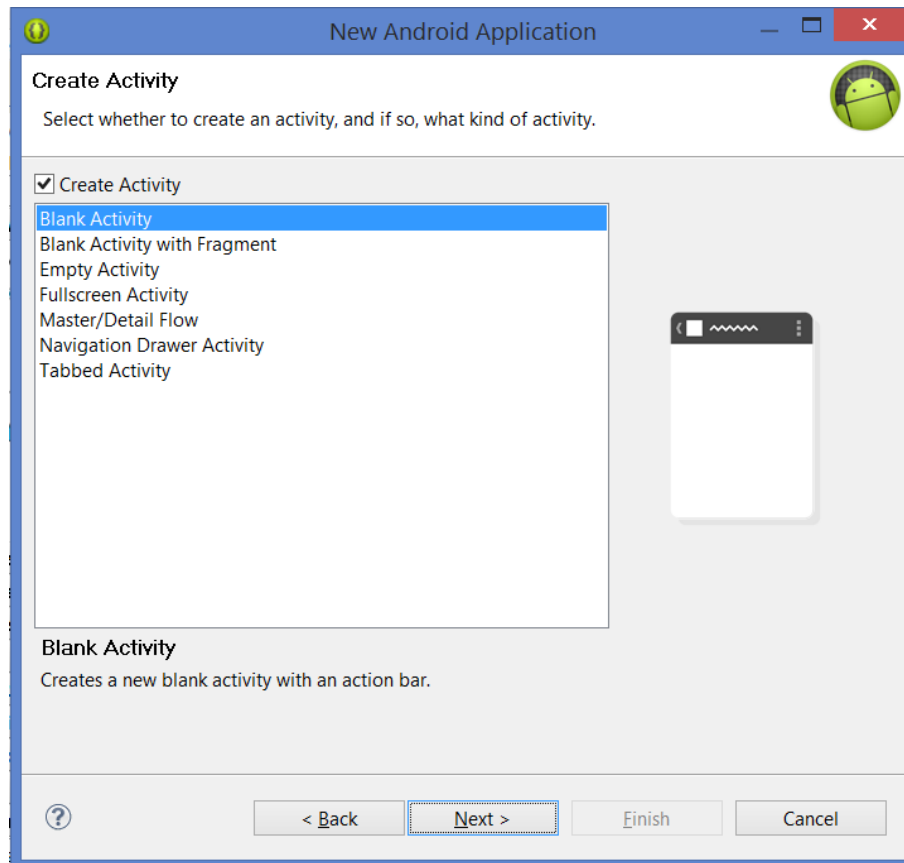 New Android Application
Create Activity
Select whether to create an activity, and if so, what kind of activity.
Create Activity
Blank Activity
Blank Activity with Fragment
Empty Activity
Fullscreen Activity
Master/Detail Flow
Navigation Drawer Activity
Tabbed Activity
Blank Activity
Creates a new blank activity with an action bar.
? < Back Next > Finish Cancel